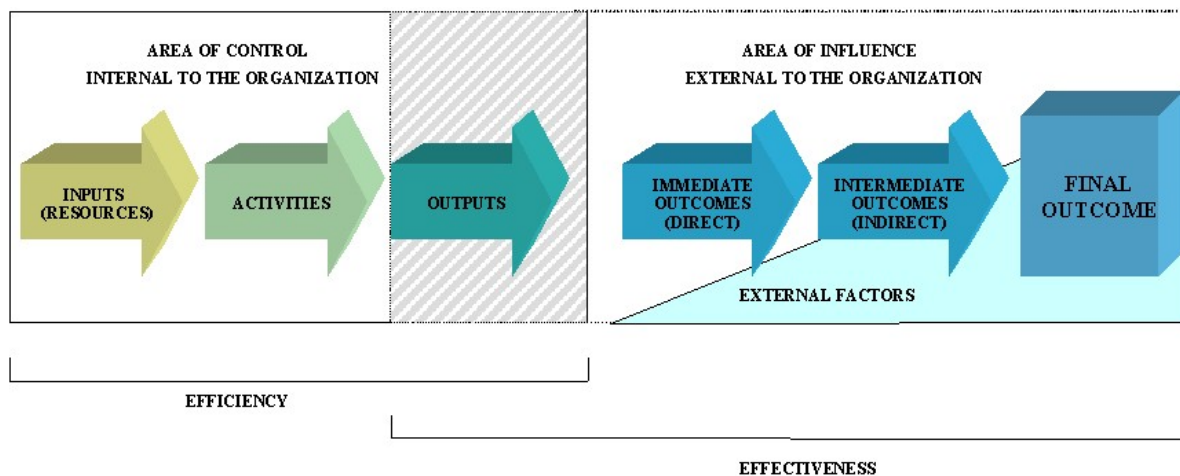 AREA OF CONTROL
INTERNAL TO THE ORGANIZATION
AREA OF INFLUENCE
EXTERNAL TO THE ORGANIZATION
INPUTS
(RESOURCES)
ACTIVITIES
OUTPUTS
IMMEDIATE
OUTCOMES
(DIRECT)
INTERMEDIATE
OUTCOMES
(INDIRECT)
FINAL
OUTCOME
EXTERNAL FACTORS
EFFICIENCY
EFFECTIVENESS